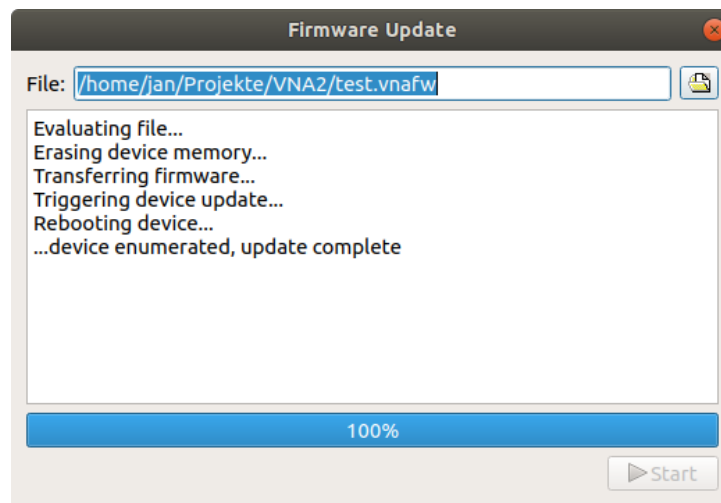 Firmware Update
File: /home/jan/Projekte/VNA2/test.vnafw
Evaluating file...
Erasing device memory...
Transferring firmware...
Triggering device update...
Rebooting device...
...device enumerated, update complete
100%
Start